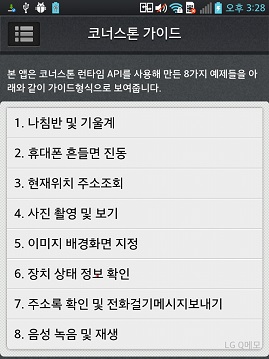 오후 3:28
코너스톤 가이드
본 앱은 코너스톤 런타임 API를 사용해 만든 8가지 예제들을 아
래와 같이 가이드형식으로 보여줍니다.
1. 나침반 및 기울계
2. 휴대폰 흔들면 진동
3. 현재위치 주소조회
4. 사진 촬영 및 보기
5. 이미지 배경화면 지정
6. 장치 상태 정보 확인
7. 주소록 확인 및 전화걸기메시지보내기
8. 음성 녹음 및 재생
LG Q메모